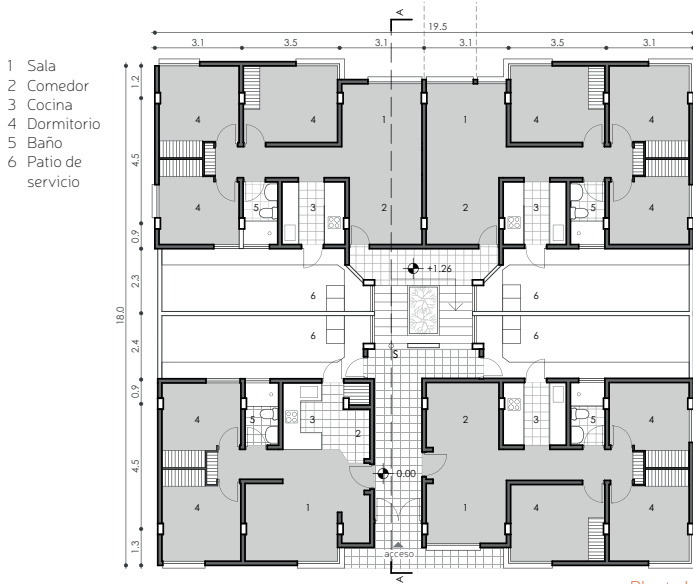 A
19.5
3.1 3.5 3.1 3.1 3.5 3.1
1 Sala
2 Comedor
3 Cocina
4 Dormitorio
5 Baño
6 Patio de
servicio
1.2
4.5
0.9
2.3
18.0
2.4
0.9
4.5
1.3
4 4 1 1 4 4
4 5 3 2 2 3 5 4
+1.26
6 6
6 6
S
4 5 3 2 2 3 5 4
0.00
4 1 1 4 4
acceso
A